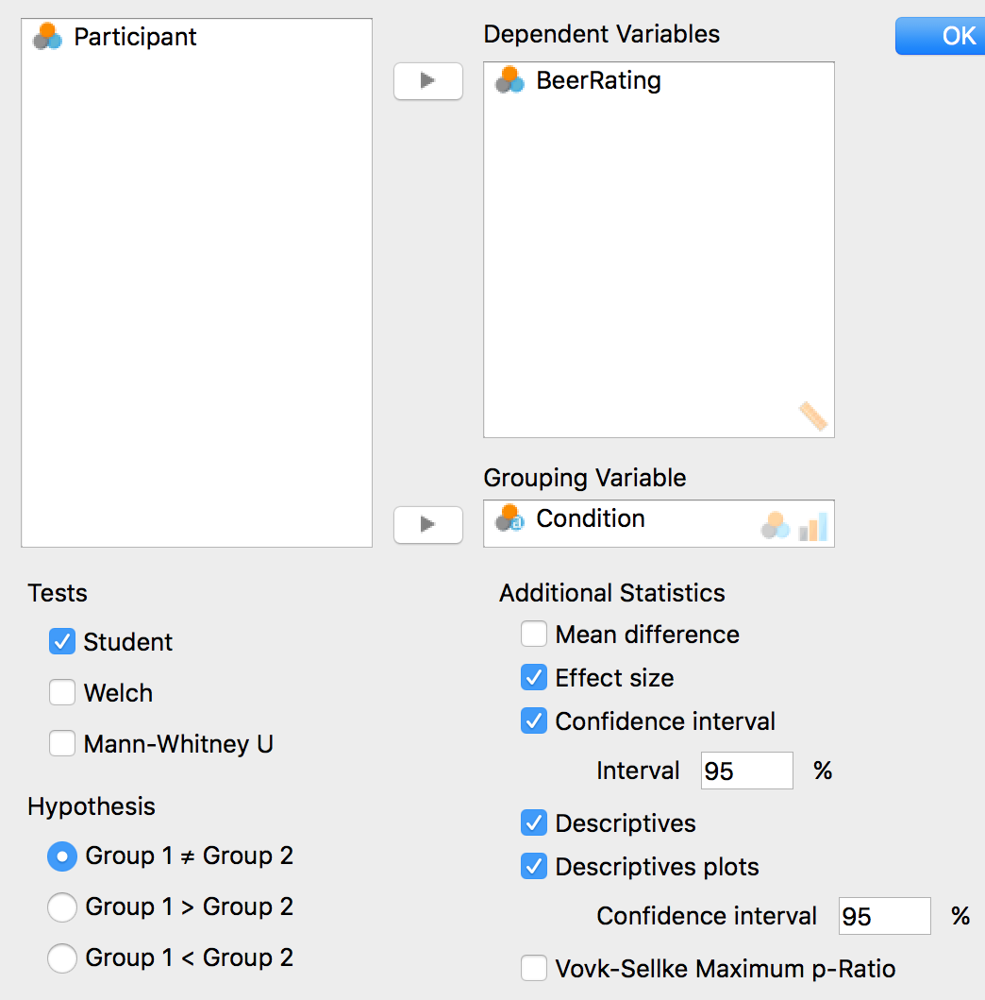 Participant
Dependent Variables
OK
BeerRating
Grouping Variable
Condition
Tests
Student
Welch
Mann-Whitney U
Hypothesis
Group 1 ≠ Group 2
Group 1 > Group 2
Group 1 < Group 2
Additional Statistics
Mean difference
Effect size
Confidence interval
Interval 95 %
Descriptives
Descriptives plots
Confidence interval 95 %
Vovk-Sellke Maximum p-Ratio